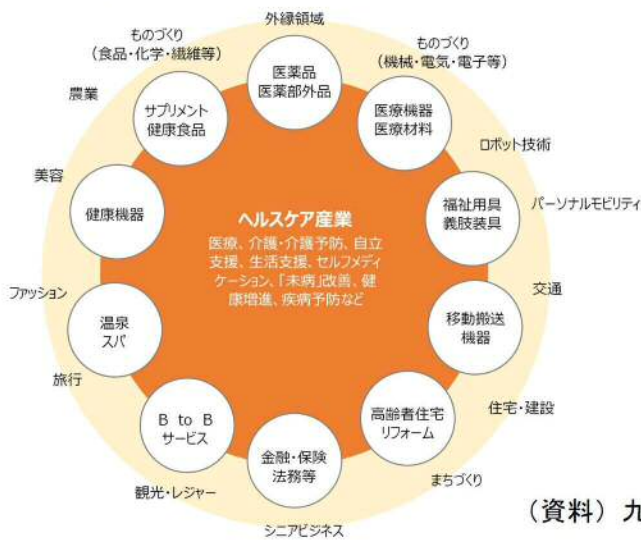 外縁領域
ものづくり
(食品・化学・繊維等)
ものづくり
(機械・電気・電子等)
農業
ロボット技術
美容
パーソナルモビリティ
ファッション
交通
旅行
住宅・建設
観光・レジャー
まちづくり
シニアビジネス
医薬品
医薬部外品
サプリメント
健康食品
医療機器
医療材料
健康機器
福祉用具
義肢装具
温泉
スパ
移動搬送
機器
B to B
サービス
高齢者住宅
リフォーム
金融・保険
法務等
ヘルスケア産業
医療、介護・介護予防、自立
支援、生活支援、セルフメディ
ケーション、「未病」改善、健
康増進、疾病予防など
(資料)九